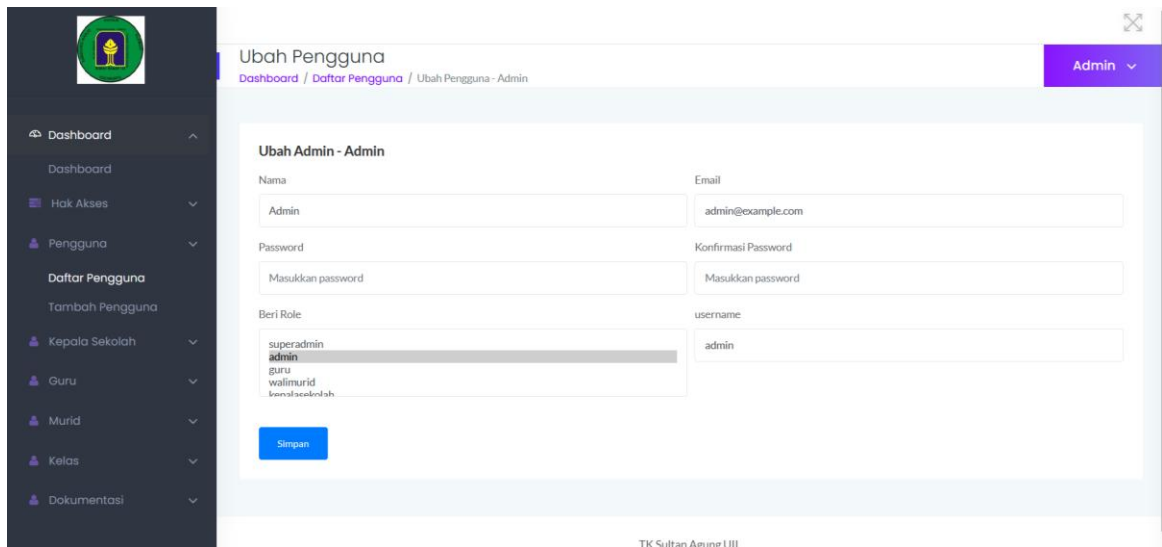 Ubah Pengguna
Dashboard / Daftar Pengguna / Ubah Pengguna - Admin
Admin
Dashboard
Dashboard
Hak Akses
Pengguna
Daftar Pengguna
Tambah Pengguna
Kepala Sekolah
Guru
Murid
Kelas
Dokumentasi
Ubah Admin - Admin
Nama
Admin
Email
admin@example.com
Password
Masukkan password
Konfirmasi Password
Masukkan password
Beri Role
superadmin
admin
guru
walimurid
kepalasekolah
username
admin
Simpan
TK Sultan Agung UII